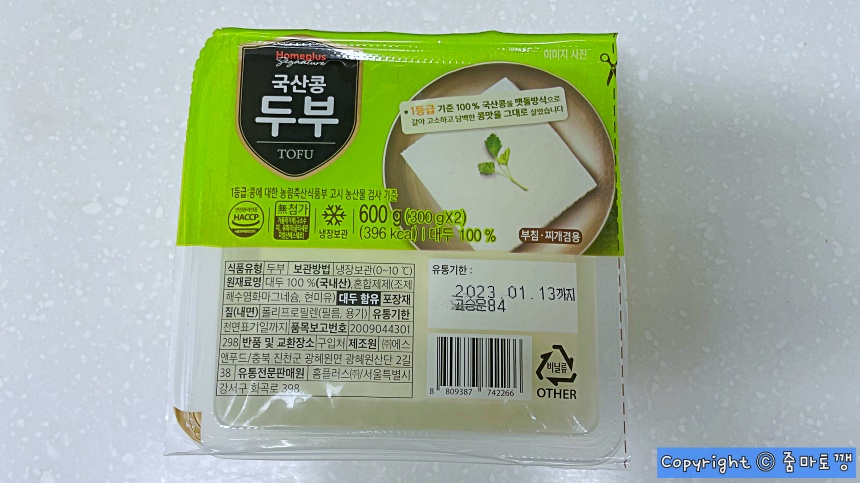 Homeplus
Signature
국산콩
두부
TOFU
이미지 사진
1등급 기준 100% 국산콩을 맷돌방식으로
갈아 고소하고 담백한 콩맛을 그대로 살렸습니다
1등급:콩에 대한 농림축산식품부 고시 농산물 검사 기준
HACCP
無첨가
냉장보관
600 g (300 gX2)
(396 kcal) | 대두 100 %
부침·찌개겸용
식품유형 두부 보관방법 냉장보관(0~10 ℃)
원재료명 대두 100 %(국내산), 혼합제제(조제
해수염화마그네슘, 현미유) 대두 함유 포장재
질(내면) 폴리프로필렌(필름, 용기) 유통기한
전면표기일까지 품목보고번호 2009044301
298 반품 및 교환장소 구입처 제조원 ㈜에스
앤푸드/충북 진천군 광혜원면 광혜원산단 2길
38 유통전문판매원 홈플러스㈜/서울특별시
강서구 화곡로 398
유통기한 :
2023.01.13까지
고승문84
8 809387 742266
비닐류
OTHER
Copyright ⓒ 줌마토깽